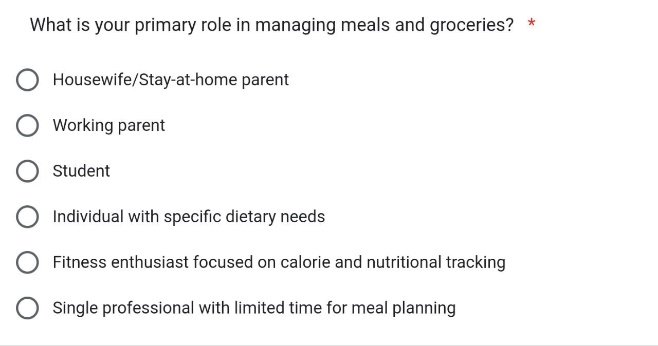 What is your primary role in managing meals and groceries? *
Housewife/Stay-at-home parent
Working parent
Student
Individual with specific dietary needs
Fitness enthusiast focused on calorie and nutritional tracking
Single professional with limited time for meal planning